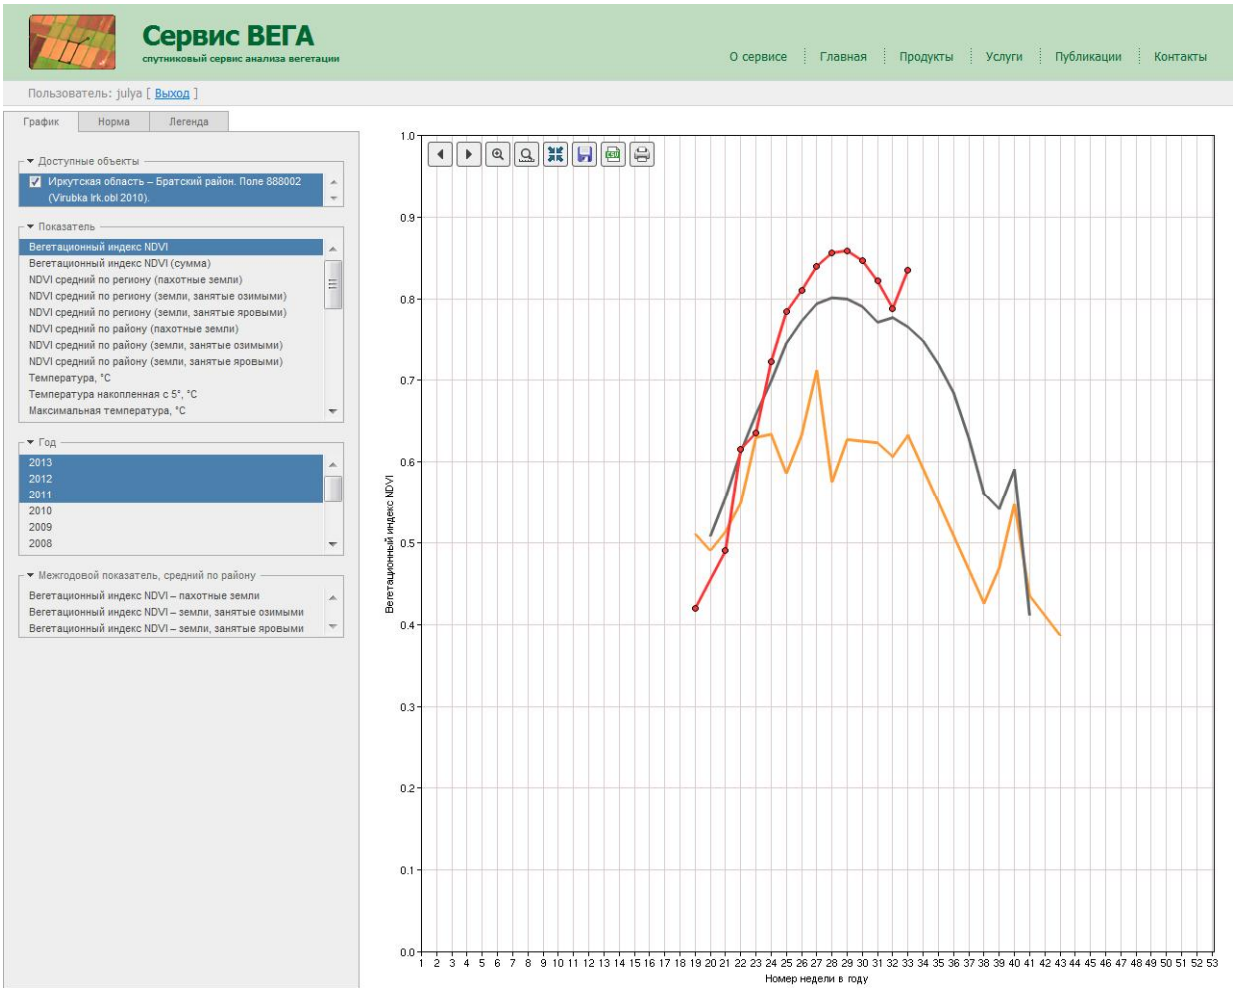 Сервис ВЕГА
спутниковый сервис анализа вегетации
О сервисе
Главная
Продукты
Услуги
Публикации
Контакты
Пользователь: julya [ Выход ]
График
Норма
Легенда
Доступные объекты
Иркутская область – Братский район. Поле 888002
(Virubka Irk.obl 2010).
Показатель
Вегетационный индекс NDVI
Вегетационный индекс NDVI (сумма)
NDVI средний по региону (пахотные земли)
NDVI средний по региону (земли, занятые озимыми)
NDVI средний по региону (земли, занятые яровыми)
NDVI средний по району (пахотные земли)
NDVI средний по району (земли, занятые озимыми)
NDVI средний по району (земли, занятые яровыми)
Температура, °C
Температура накопленная с 5°, °C
Максимальная температура, °C
Год
2013
2012
2011
2010
2009
2008
Межгодовой показатель, средний по району
Вегетационный индекс NDVI – пахотные земли
Вегетационный индекс NDVI – земли, занятые озимыми
Вегетационный индекс NDVI – земли, занятые яровыми
CSV
1.0
0.9
0.8
0.7
0.6
0.5
0.4
0.3
0.2
0.1
0.0
Вегетационный индекс NDVI
1 2 3 4 5 6 7 8 9 10 11 12 13 14 15 16 17 18 19 20 21 22 23 24 25 26 27 28 29 30 31 32 33 34 35 36 37 38 39 40 41 42 43 44 45 46 47 48 49 50 51 52 53
Номер недели в году